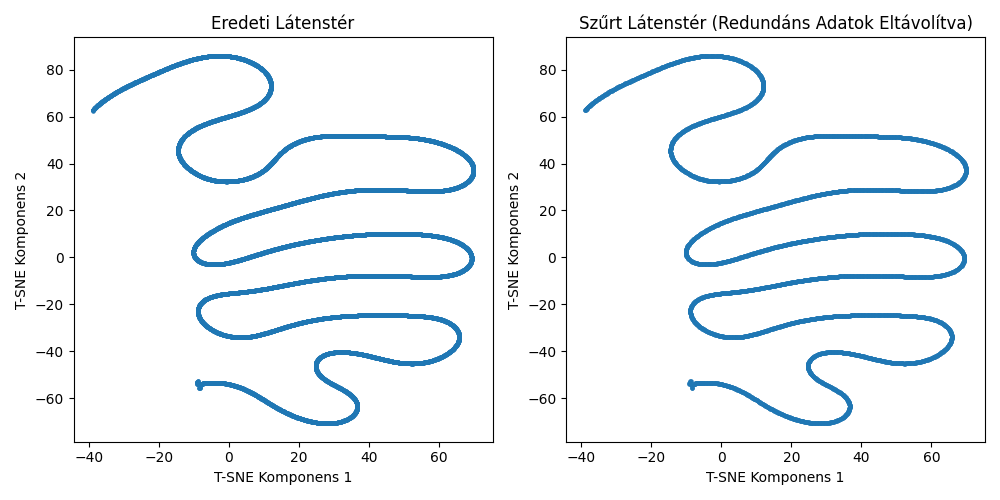 Eredeti Látenstér
T-SNE Komponens 2
80
60
40
20
0
−20
−40
−60
−40 −20 0 20 40 60
T-SNE Komponens 1
Szűrt Látenstér (Redundáns Adatok Eltávolítva)
T-SNE Komponens 2
80
60
40
20
0
−20
−40
−60
−40 −20 0 20 40 60
T-SNE Komponens 1